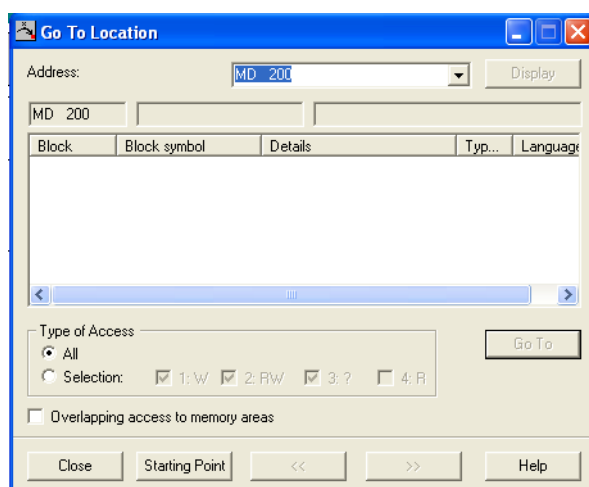 Go To Location
Address: MD 200 Display
MD 200
Block Block symbol Details Typ... Language
Type of Access
All
Selection: 1: W 2: RW 3: ? 4: R
Go To
Overlapping access to memory areas
Close Starting Point << >> Help